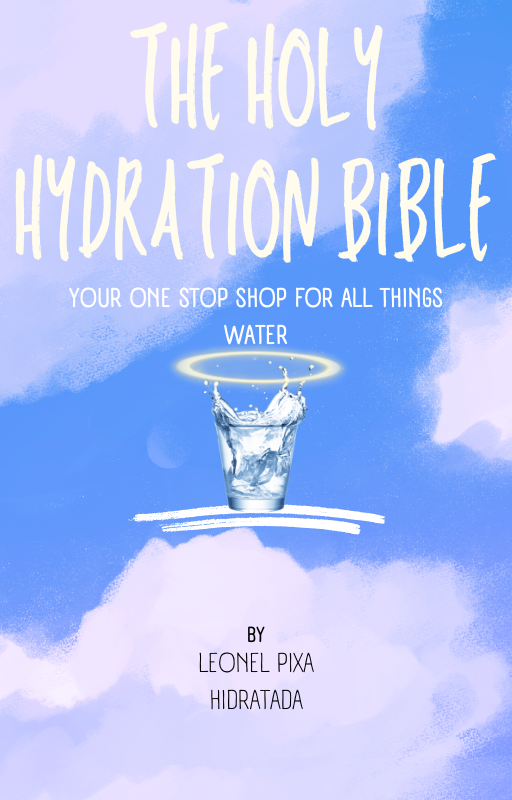 THE HOLY
HYDRATION BIBLE
YOUR ONE STOP SHOP FOR ALL THINGS
WATER
BY
LEONEL PIXA
HIDRATADA